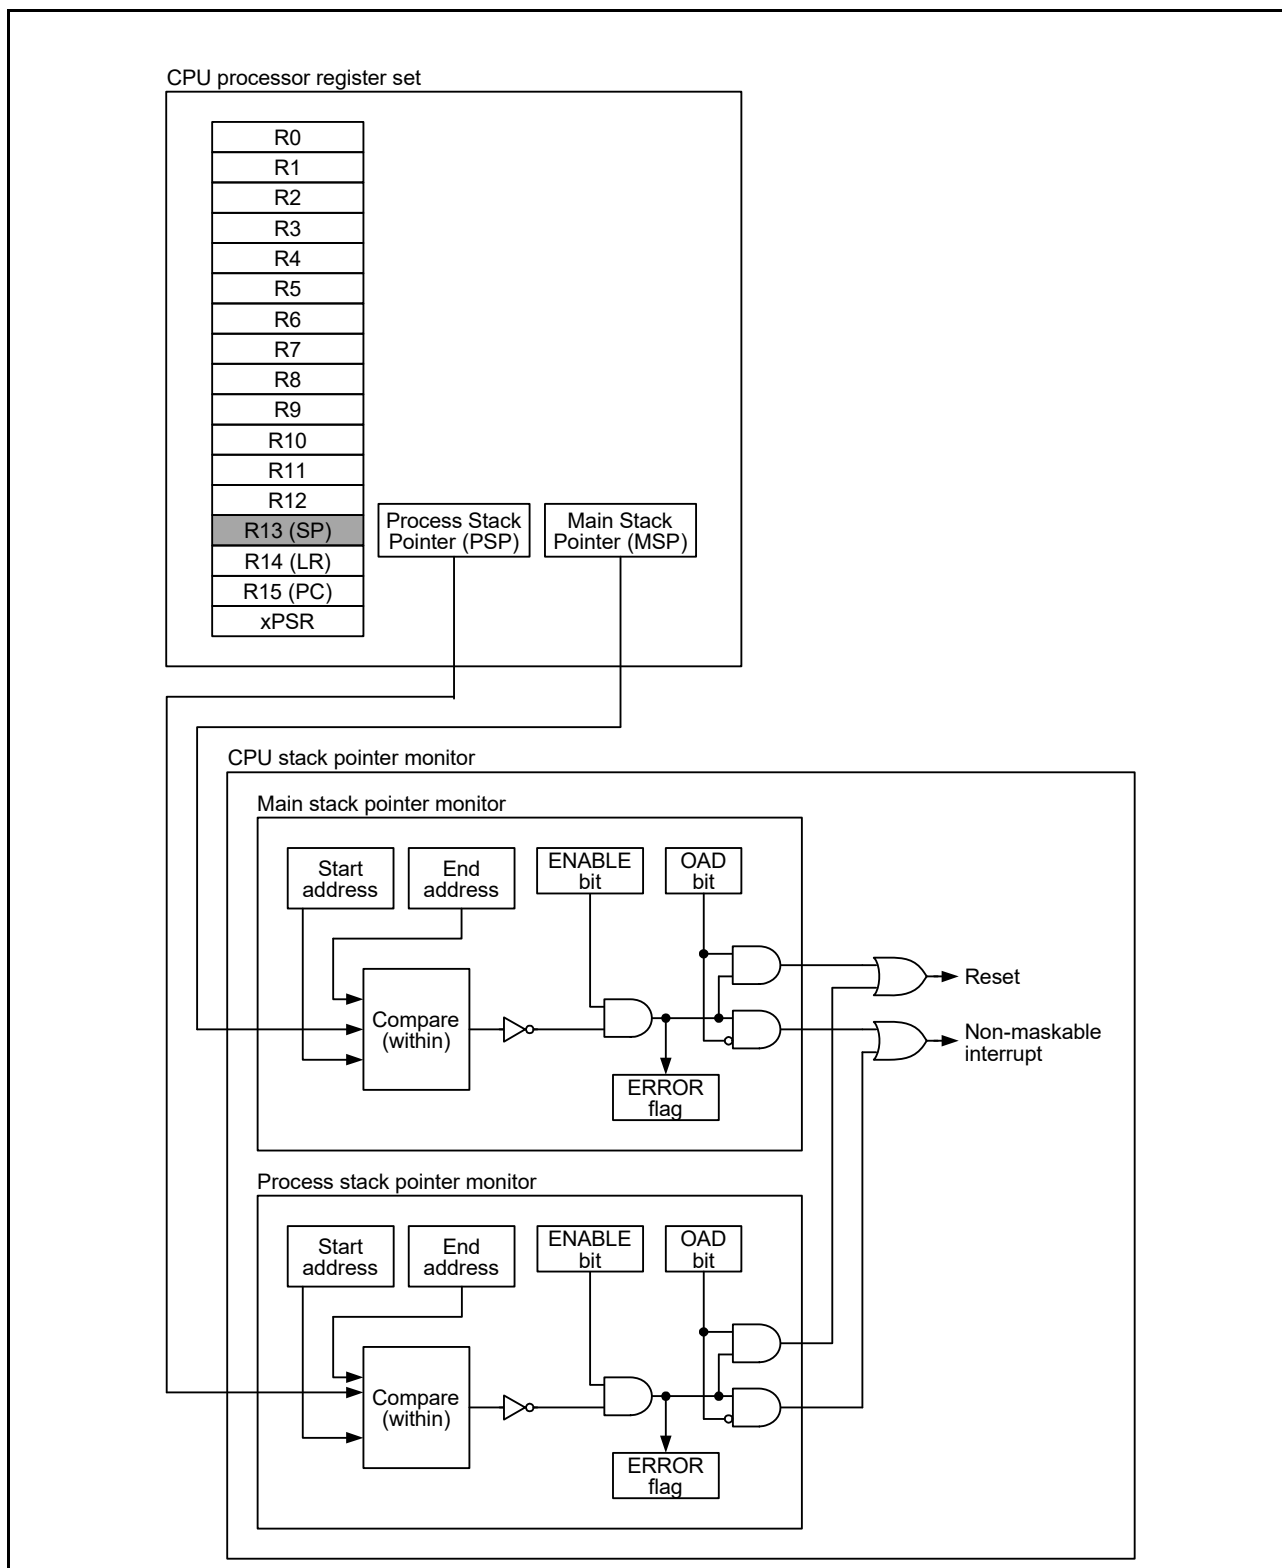 CPU processor register set
R0
R1
R2
R3
R4
R5
R6
R7
R8
R9
R10
R11
R12
R13 (SP)
R14 (LR)
R15 (PC)
xPSR
Process Stack
Pointer (PSP)
Main Stack
Pointer (MSP)
CPU stack pointer monitor
Main stack pointer monitor
Start
address
End
address
ENABLE
bit
OAD
bit
Compare
(within)
ERROR
flag
Reset
Non-maskable
interrupt
Process stack pointer monitor
Start
address
End
address
ENABLE
bit
OAD
bit
Compare
(within)
ERROR
flag